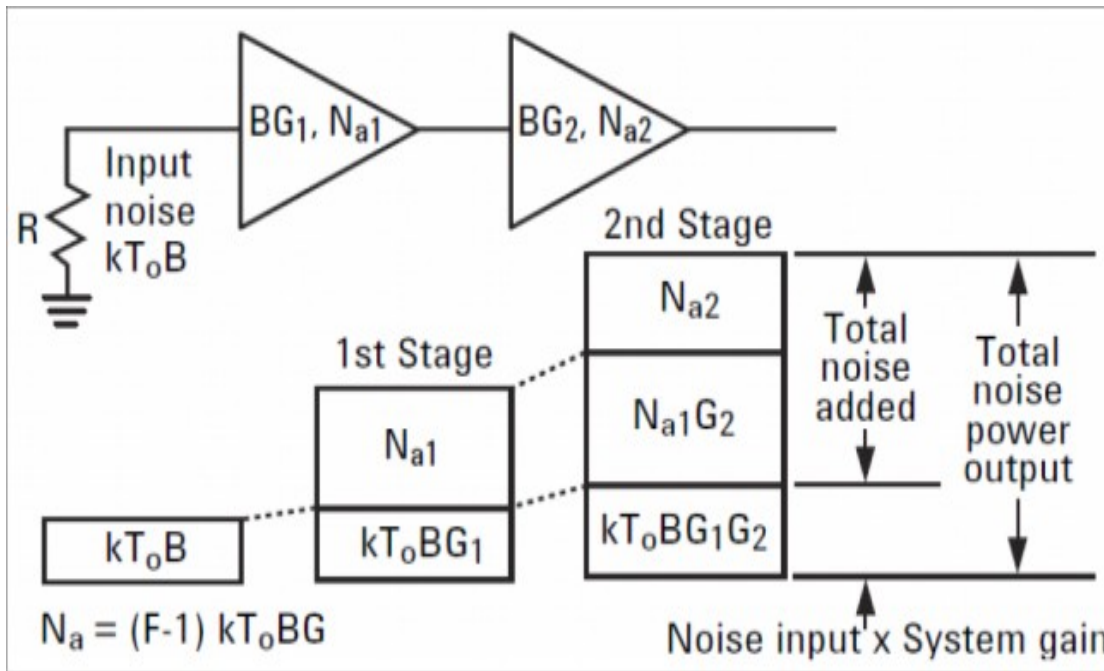 BG₁, Nₐ₁
BG₂, Nₐ₂
Input
noise
kTₒB
R
2nd Stage
Nₐ₂
Nₐ₁G₂
kTₒBG₁G₂
1st Stage
Nₐ₁
kTₒBG₁
kTₒB
Total
noise
added
Total
noise
power
output
Nₐ = (F-1) kTₒBG
Noise input x System gain